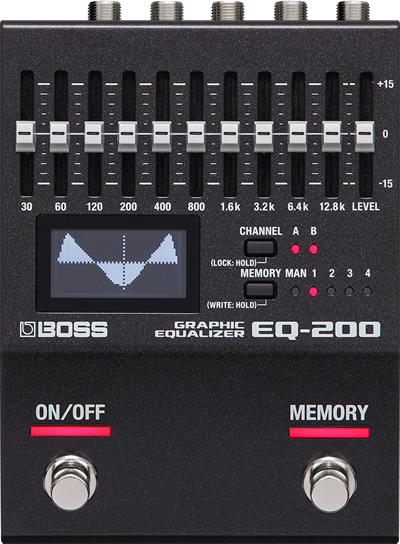 +15
0
-15
30 60 120 200 400 800 1.6k 3.2k 6.4k 12.8k LEVEL
CHANNEL A B
(LOCK: HOLD)
MEMORY MAN 1 2 3 4
(WRITE: HOLD)
BOSS GRAPHIC EQUALIZER EQ-200
ON/OFF MEMORY